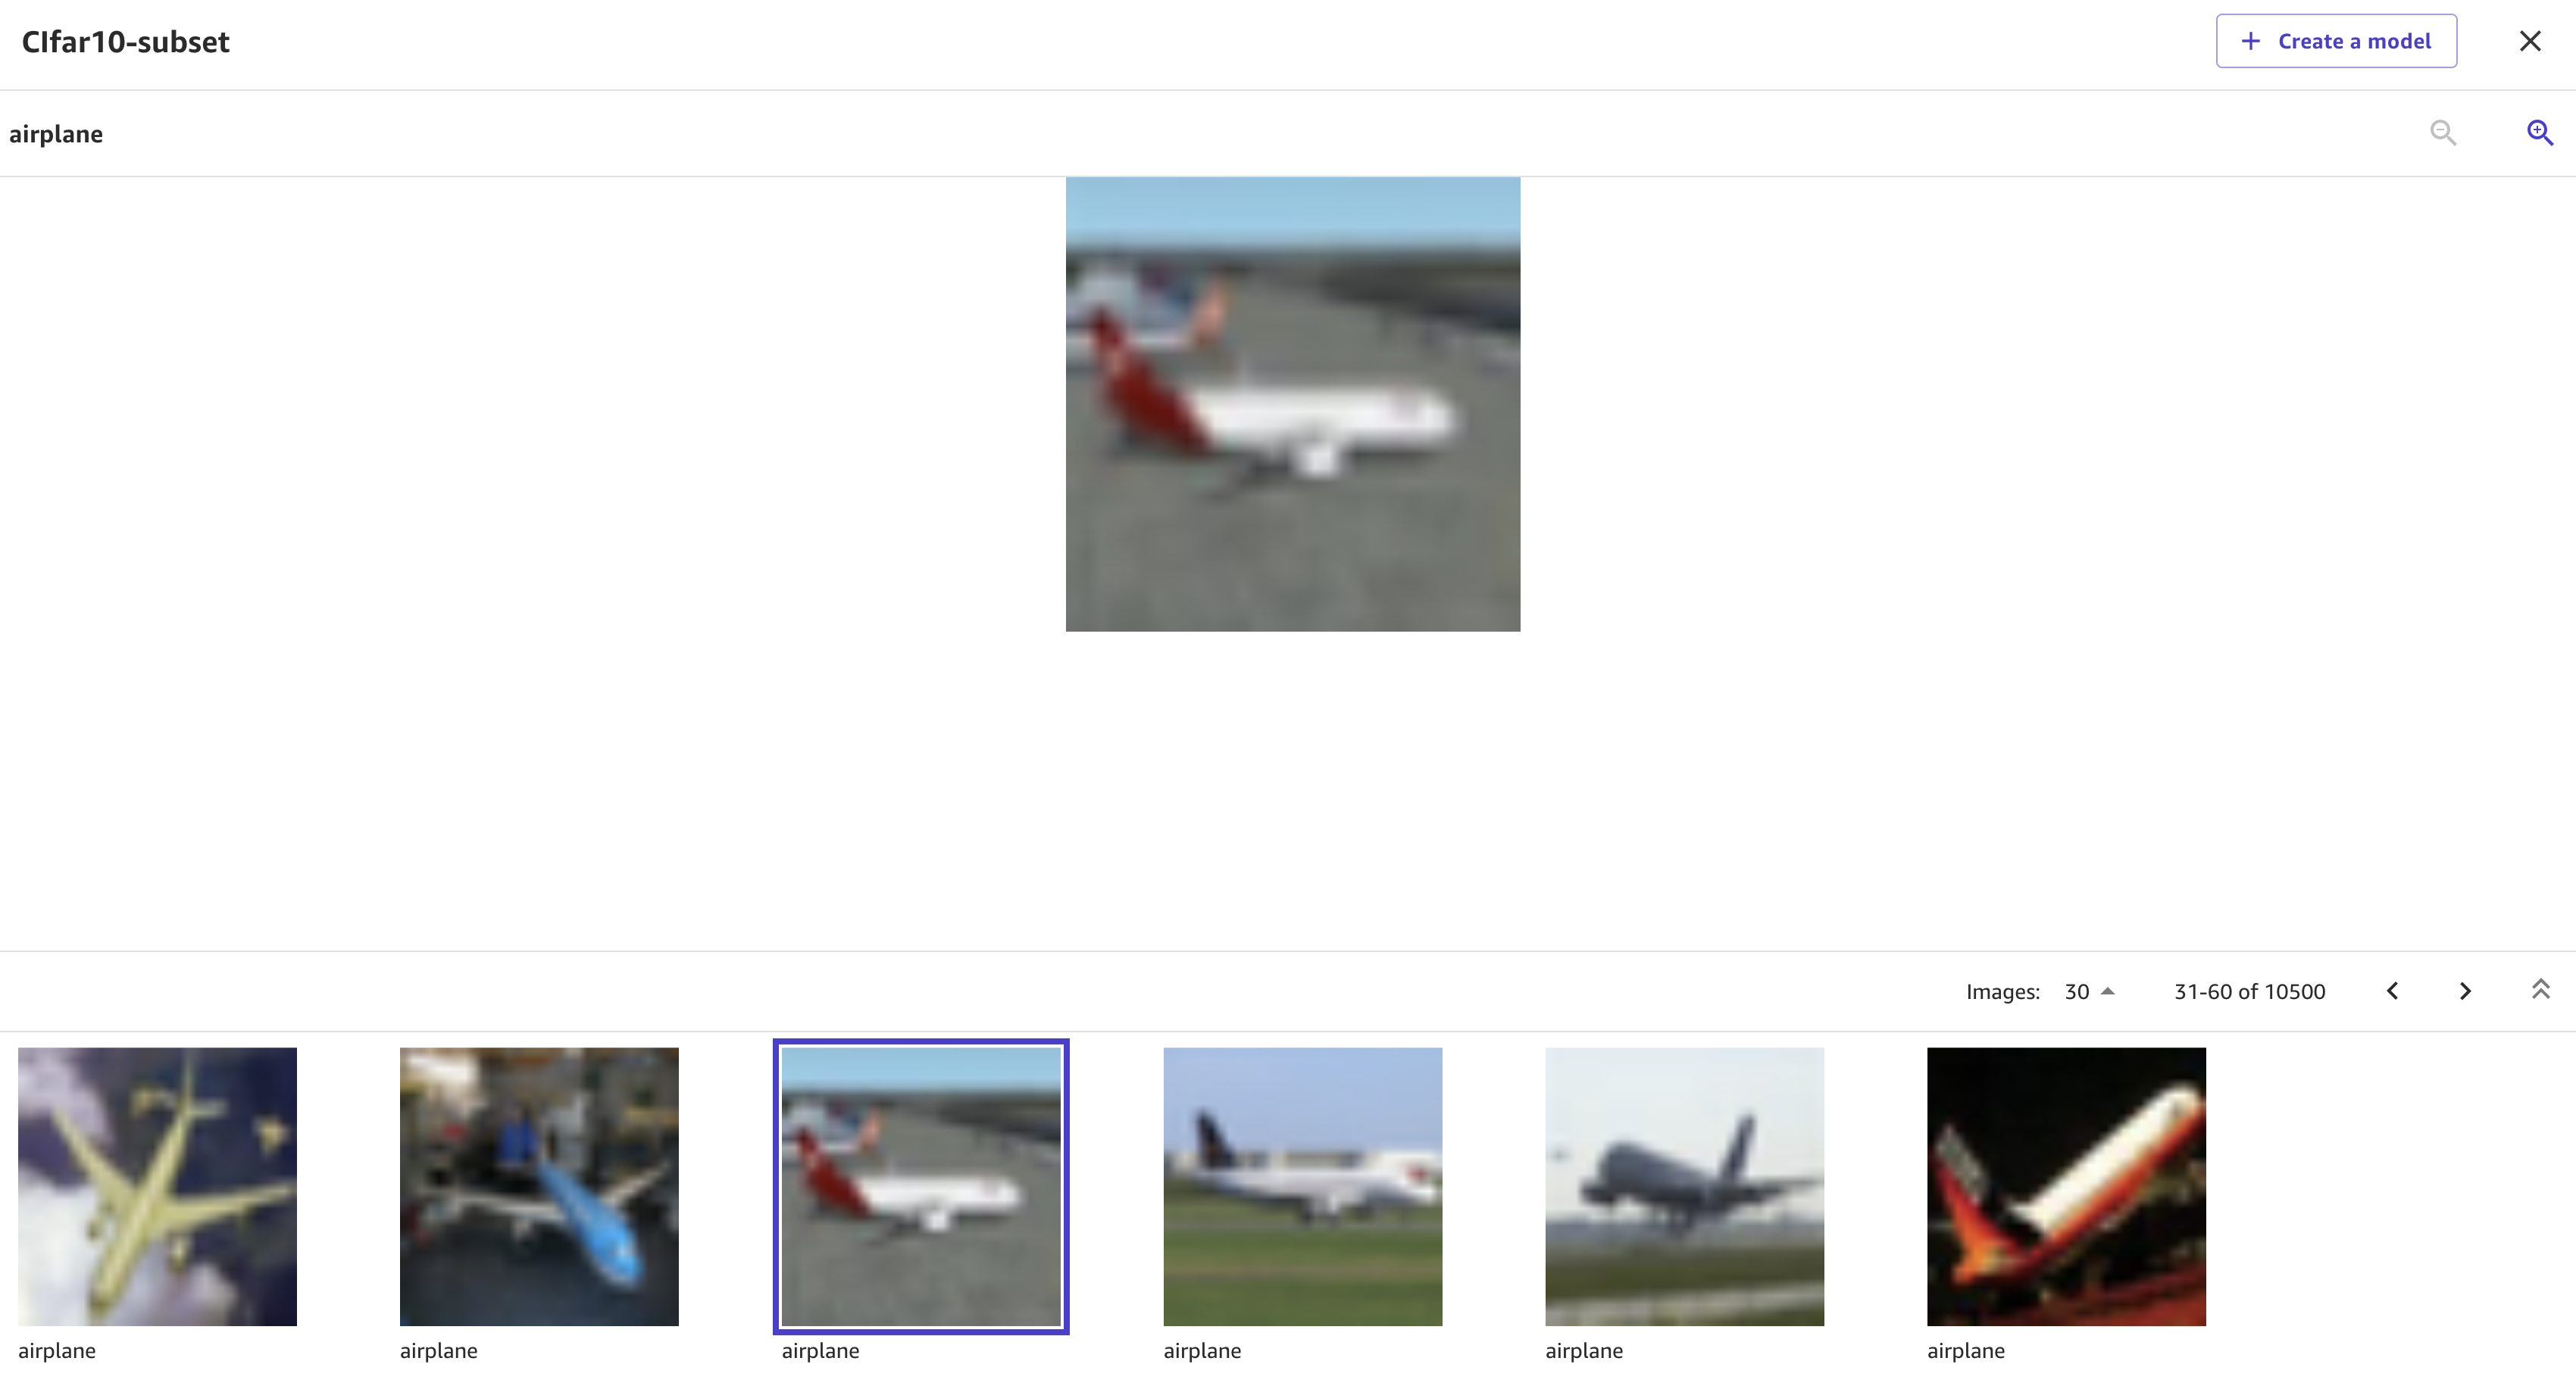 CIfar10-subset
+ Create a model
airplane
Images: 30 31-60 of 10500
airplane airplane airplane airplane airplane airplane